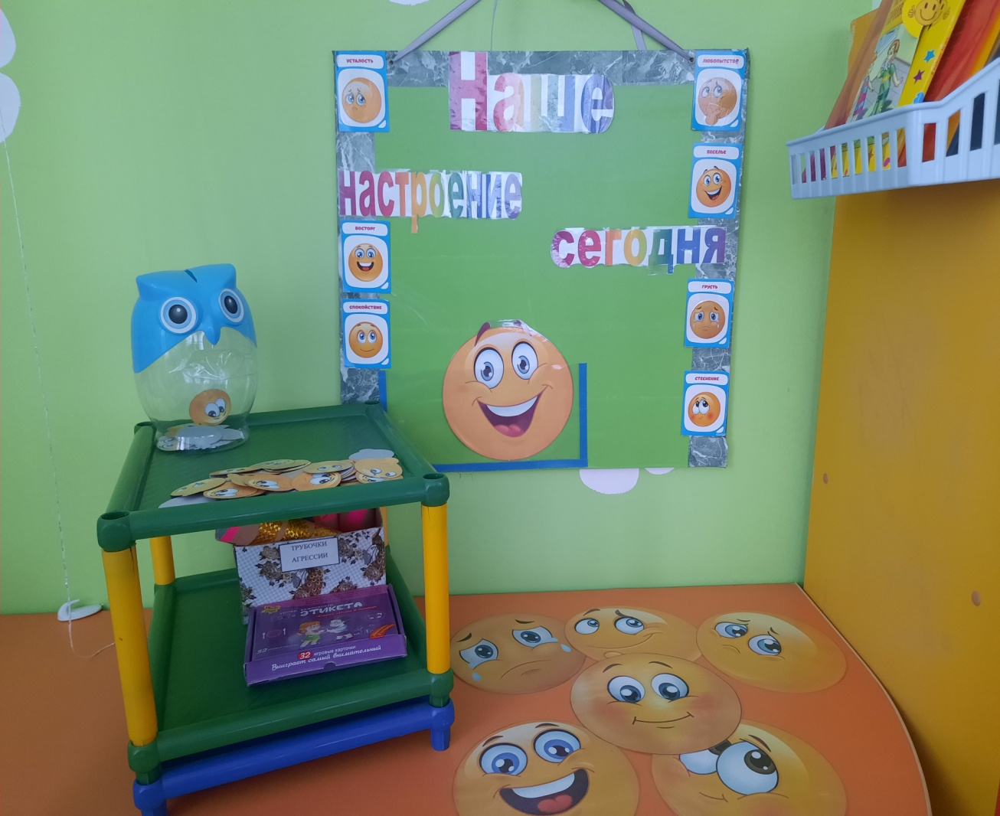 Наше
настроение
сегодня
УСТАЛОСТЬ
ВОСТОРГ
СПОКОЙСТВИЕ
ЛЮБОПЫТСТВО
ВЕСЕЛЬЕ
ГРУСТЬ
СТЕСНЕНИЕ
ТРУБОЧКИ
АГРЕССИИ
ЭТИКЕТА
32 игровые карточки
Выиграет самый внимательный